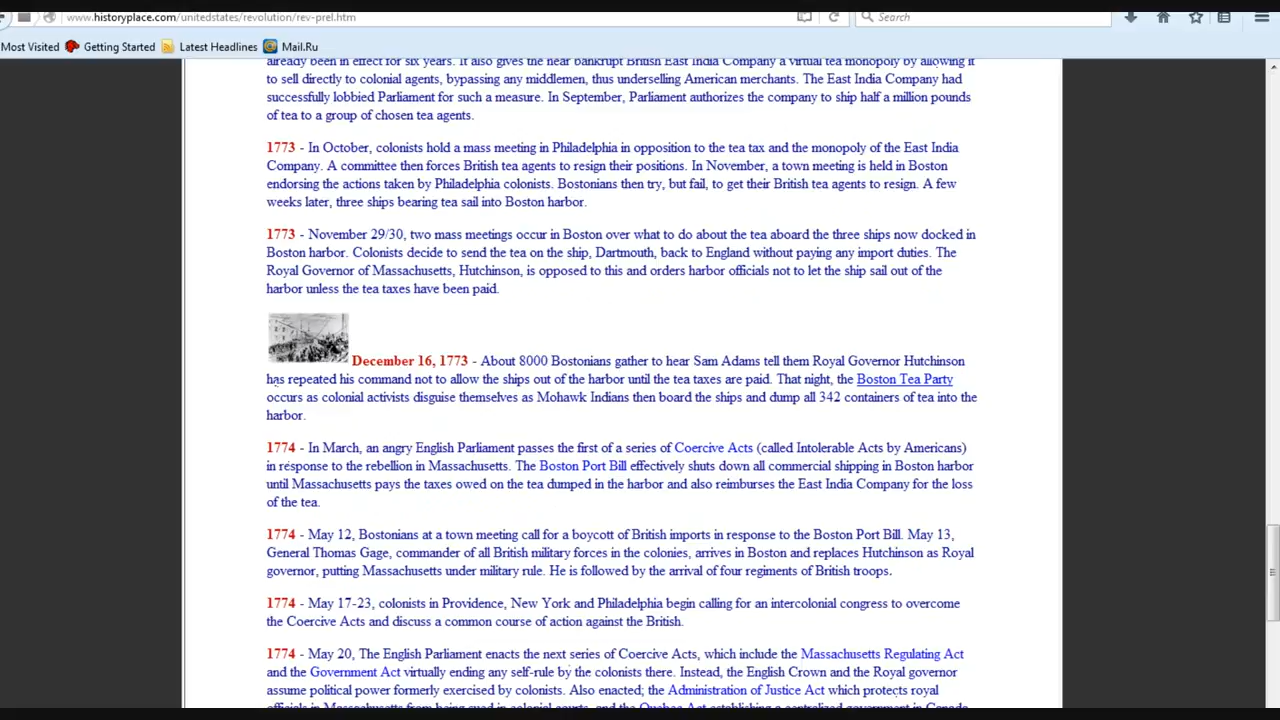 www.historyplace.com/unitedstates/revolution/rev-prel.htm
Search
Most Visited Getting Started Latest Headlines Mail.Ru
already been in effect for six years. It also gives the near bankrupt British East India Company a virtual tea monopoly by allowing it
to sell directly to colonial agents, bypassing any middlemen, thus underselling American merchants. The East India Company had
successfully lobbied Parliament for such a measure. In September, Parliament authorizes the company to ship half a million pounds
of tea to a group of chosen tea agents.
1773 - In October, colonists hold a mass meeting in Philadelphia in opposition to the tea tax and the monopoly of the East India
Company. A committee then forces British tea agents to resign their positions. In November, a town meeting is held in Boston
endorsing the actions taken by Philadelphia colonists. Bostonians then try, but fail, to get their British tea agents to resign. A few
weeks later, three ships bearing tea sail into Boston harbor.
1773 - November 29/30, two mass meetings occur in Boston over what to do about the tea aboard the three ships now docked in
Boston harbor. Colonists decide to send the tea on the ship, Dartmouth, back to England without paying any import duties. The
Royal Governor of Massachusetts, Hutchinson, is opposed to this and orders harbor officials not to let the ship sail out of the
harbor unless the tea taxes have been paid.
December 16, 1773 - About 8000 Bostonians gather to hear Sam Adams tell them Royal Governor Hutchinson
has repeated his command not to allow the ships out of the harbor until the tea taxes are paid. That night, the Boston Tea Party
occurs as colonial activists disguise themselves as Mohawk Indians then board the ships and dump all 342 containers of tea into the
harbor.
1774 - In March, an angry English Parliament passes the first of a series of Coercive Acts (called Intolerable Acts by Americans)
in response to the rebellion in Massachusetts. The Boston Port Bill effectively shuts down all commercial shipping in Boston harbor
until Massachusetts pays the taxes owed on the tea dumped in the harbor and also reimburses the East India Company for the loss
of the tea.
1774 - May 12, Bostonians at a town meeting call for a boycott of British imports in response to the Boston Port Bill. May 13,
General Thomas Gage, commander of all British military forces in the colonies, arrives in Boston and replaces Hutchinson as Royal
governor, putting Massachusetts under military rule. He is followed by the arrival of four regiments of British troops.
1774 - May 17-23, colonists in Providence, New York and Philadelphia begin calling for an intercolonial congress to overcome
the Coercive Acts and discuss a common course of action against the British.
1774 - May 20, The English Parliament enacts the next series of Coercive Acts, which include the Massachusetts Regulating Act
and the Government Act virtually ending any self-rule by the colonists there. Instead, the English Crown and the Royal governor
assume political power formerly exercised by colonists. Also enacted; the Administration of Justice Act which protects royal
officials in Massachusetts from being sued in colonial courts, and the Quebec Act establishing a centralized government in Canada